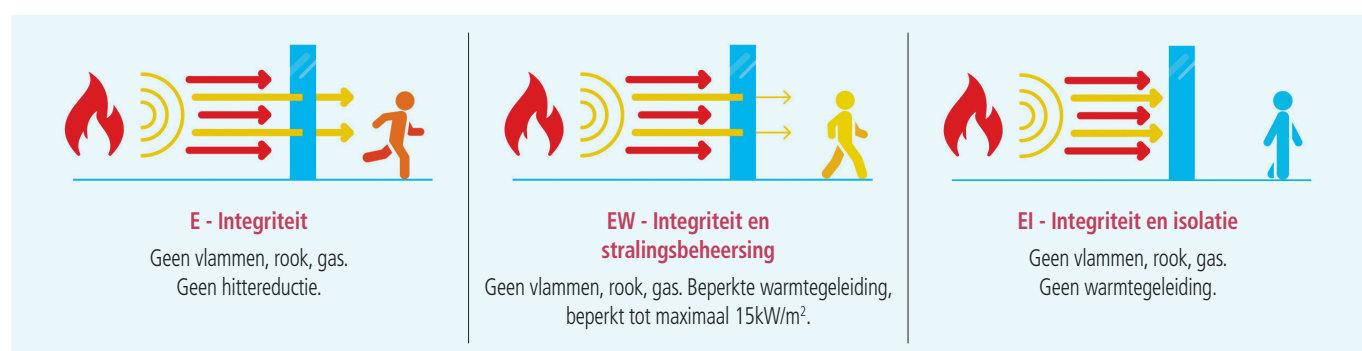 E - Integriteit
Geen vlammen, rook, gas.
Geen hittereductie.
EW - Integriteit en
stralingsbeheersing
Geen vlammen, rook, gas. Beperkte warmtegeleiding,
beperkt tot maximaal 15kW/m².
EI - Integriteit en isolatie
Geen vlammen, rook, gas.
Geen warmtegeleiding.